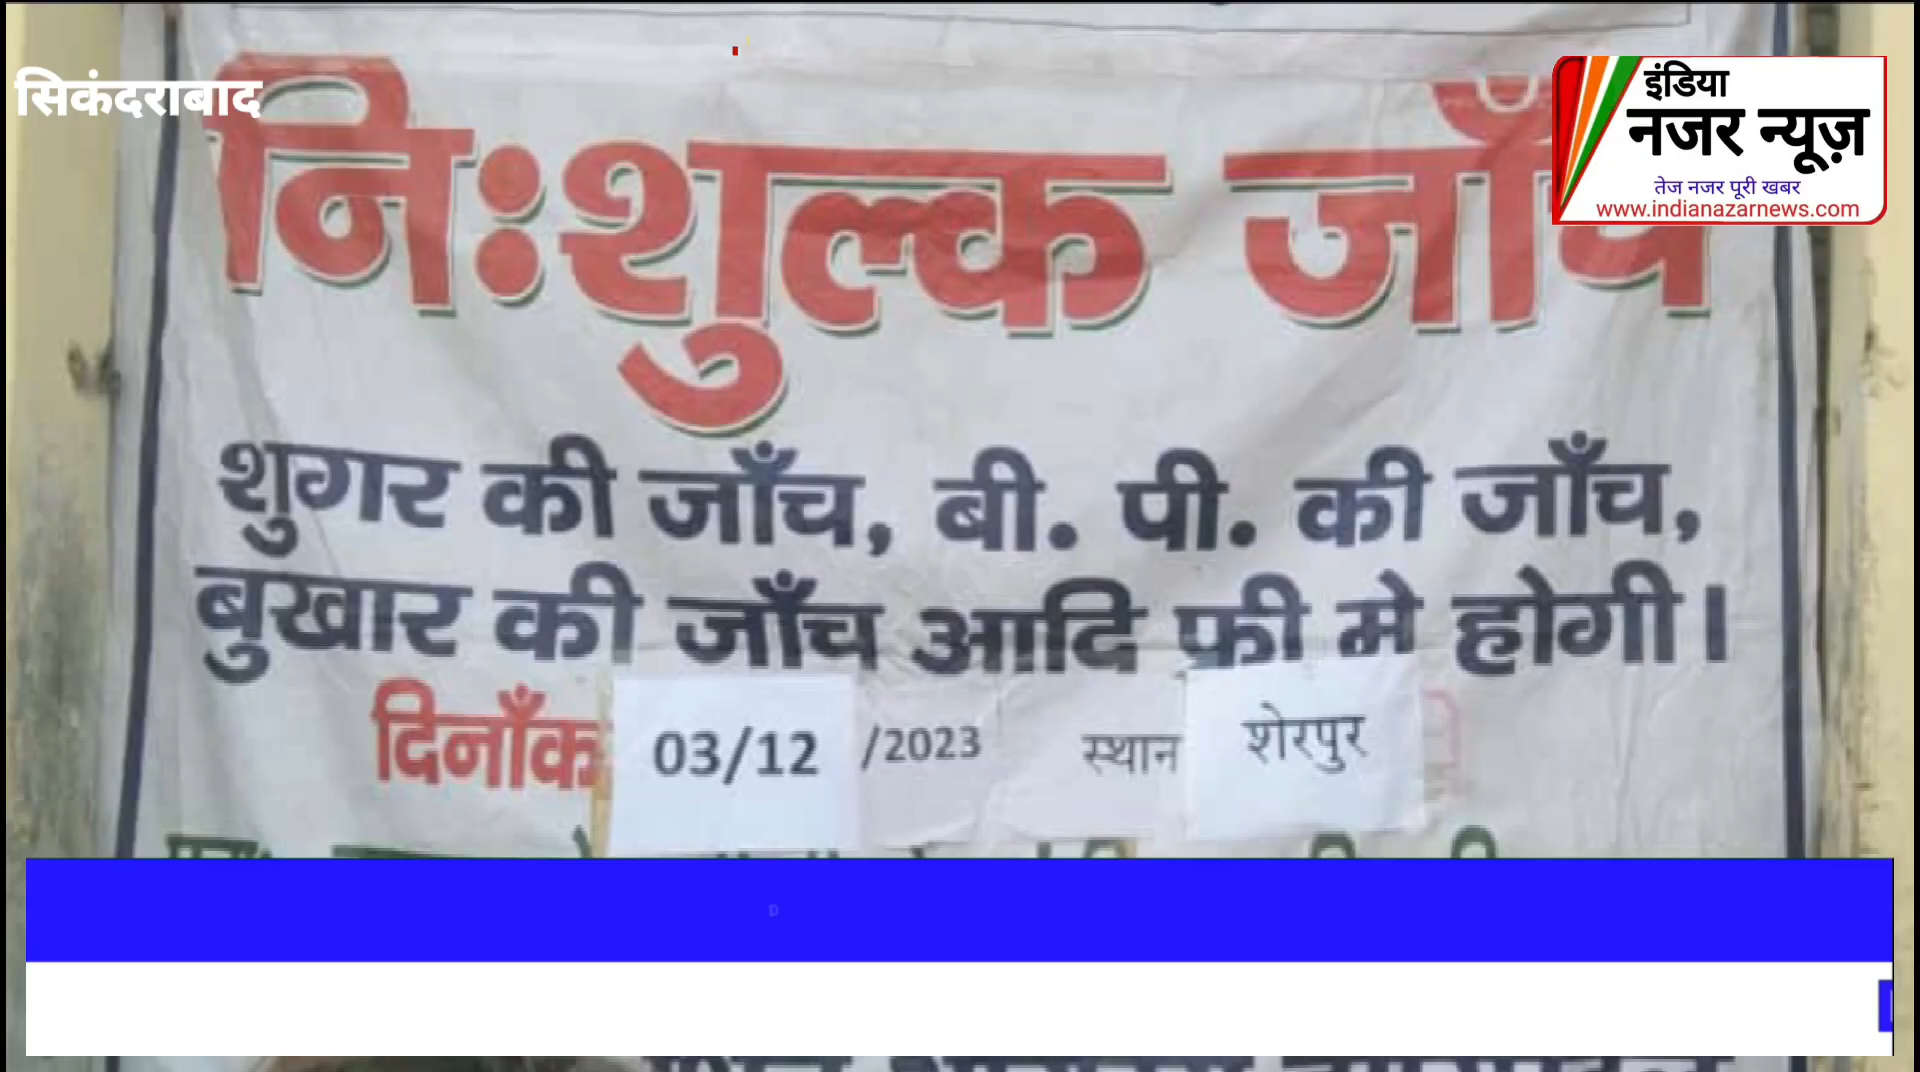 सिकंदराबाद
इंडिया
नजर न्यूज़
तेज नजर पूरी खबर
www.indianazarnews.com
निःशुल्क जाँच
शुगर की जाँच, बी. पी. की जाँच,
बुखार की जाँच आदि फ्री मे होगी।
दिनाँक 03/12 /2023 स्थान शेरपुर